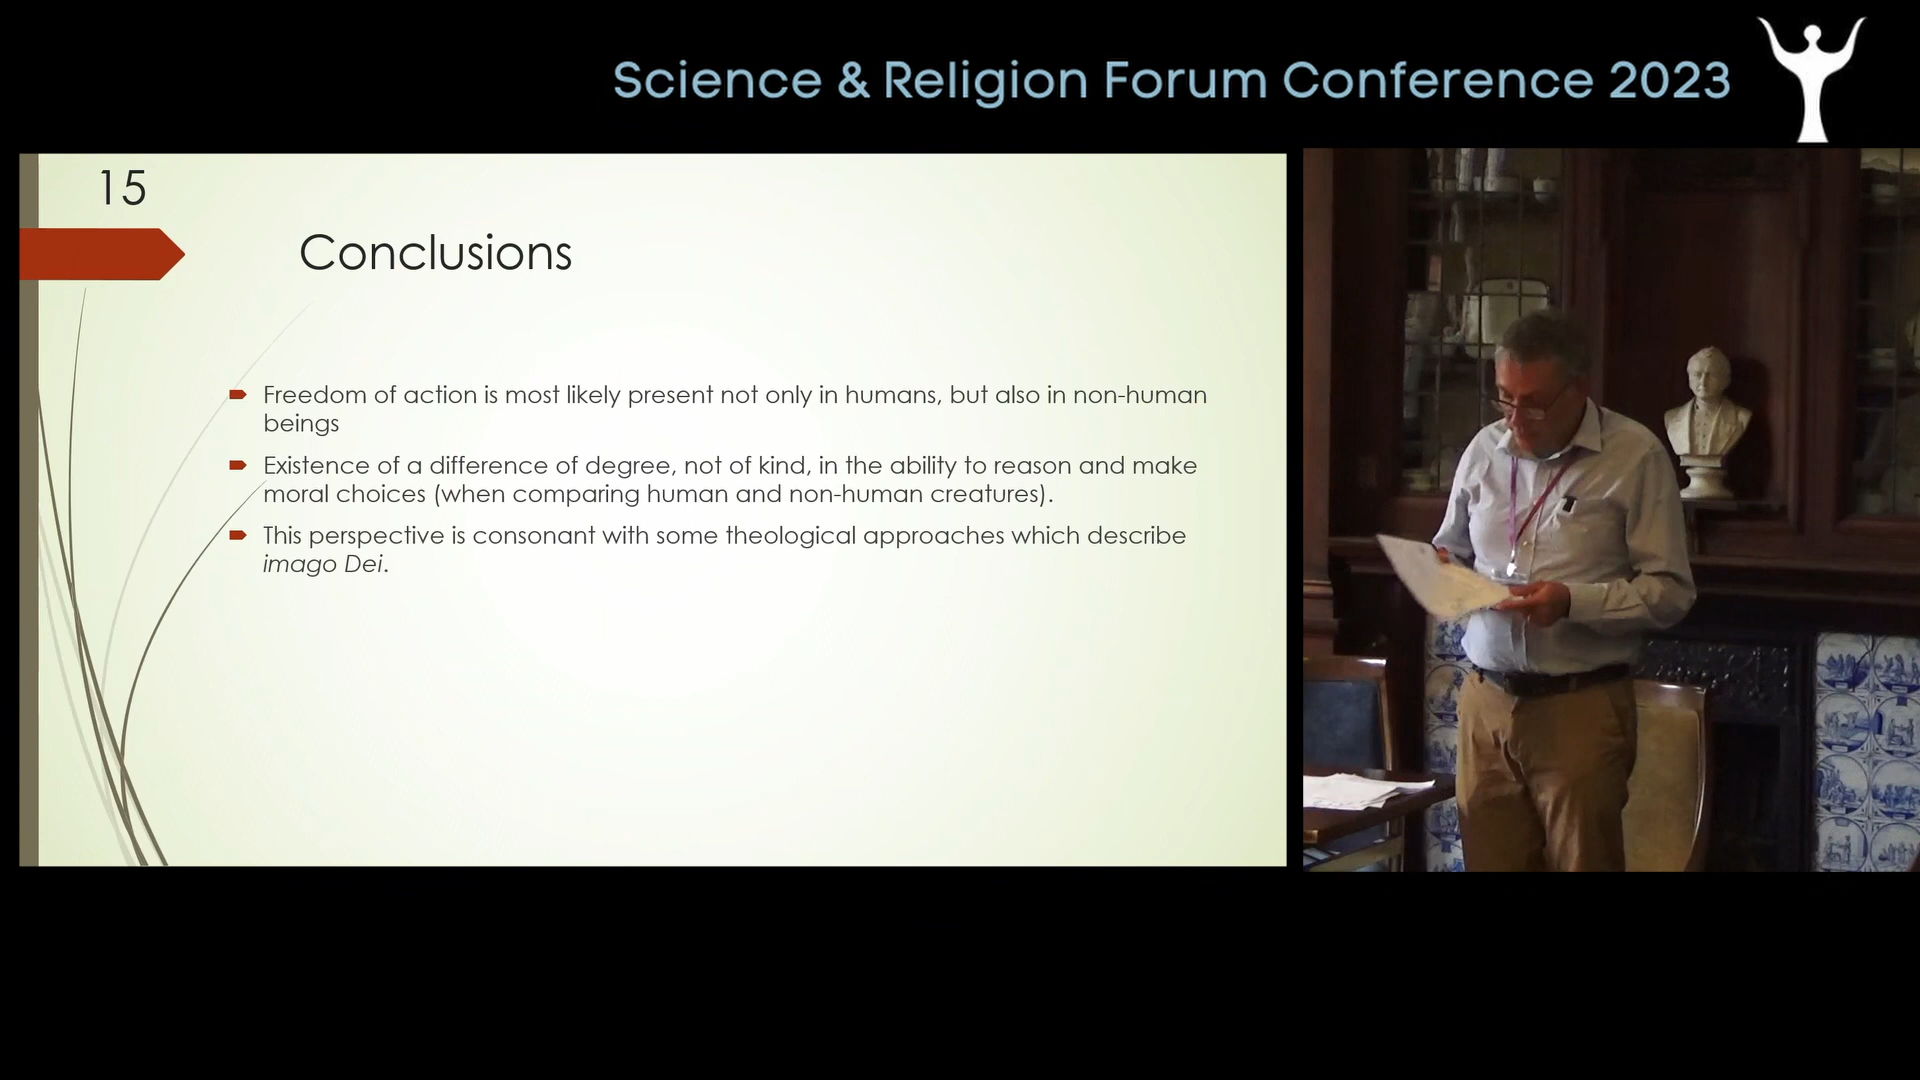 Science & Religion Forum Conference 2023
15
Conclusions
Freedom of action is most likely present not only in humans, but also in non-human
beings
Existence of a difference of degree, not of kind, in the ability to reason and make
moral choices (when comparing human and non-human creatures).
This perspective is consonant with some theological approaches which describe
imago Dei.